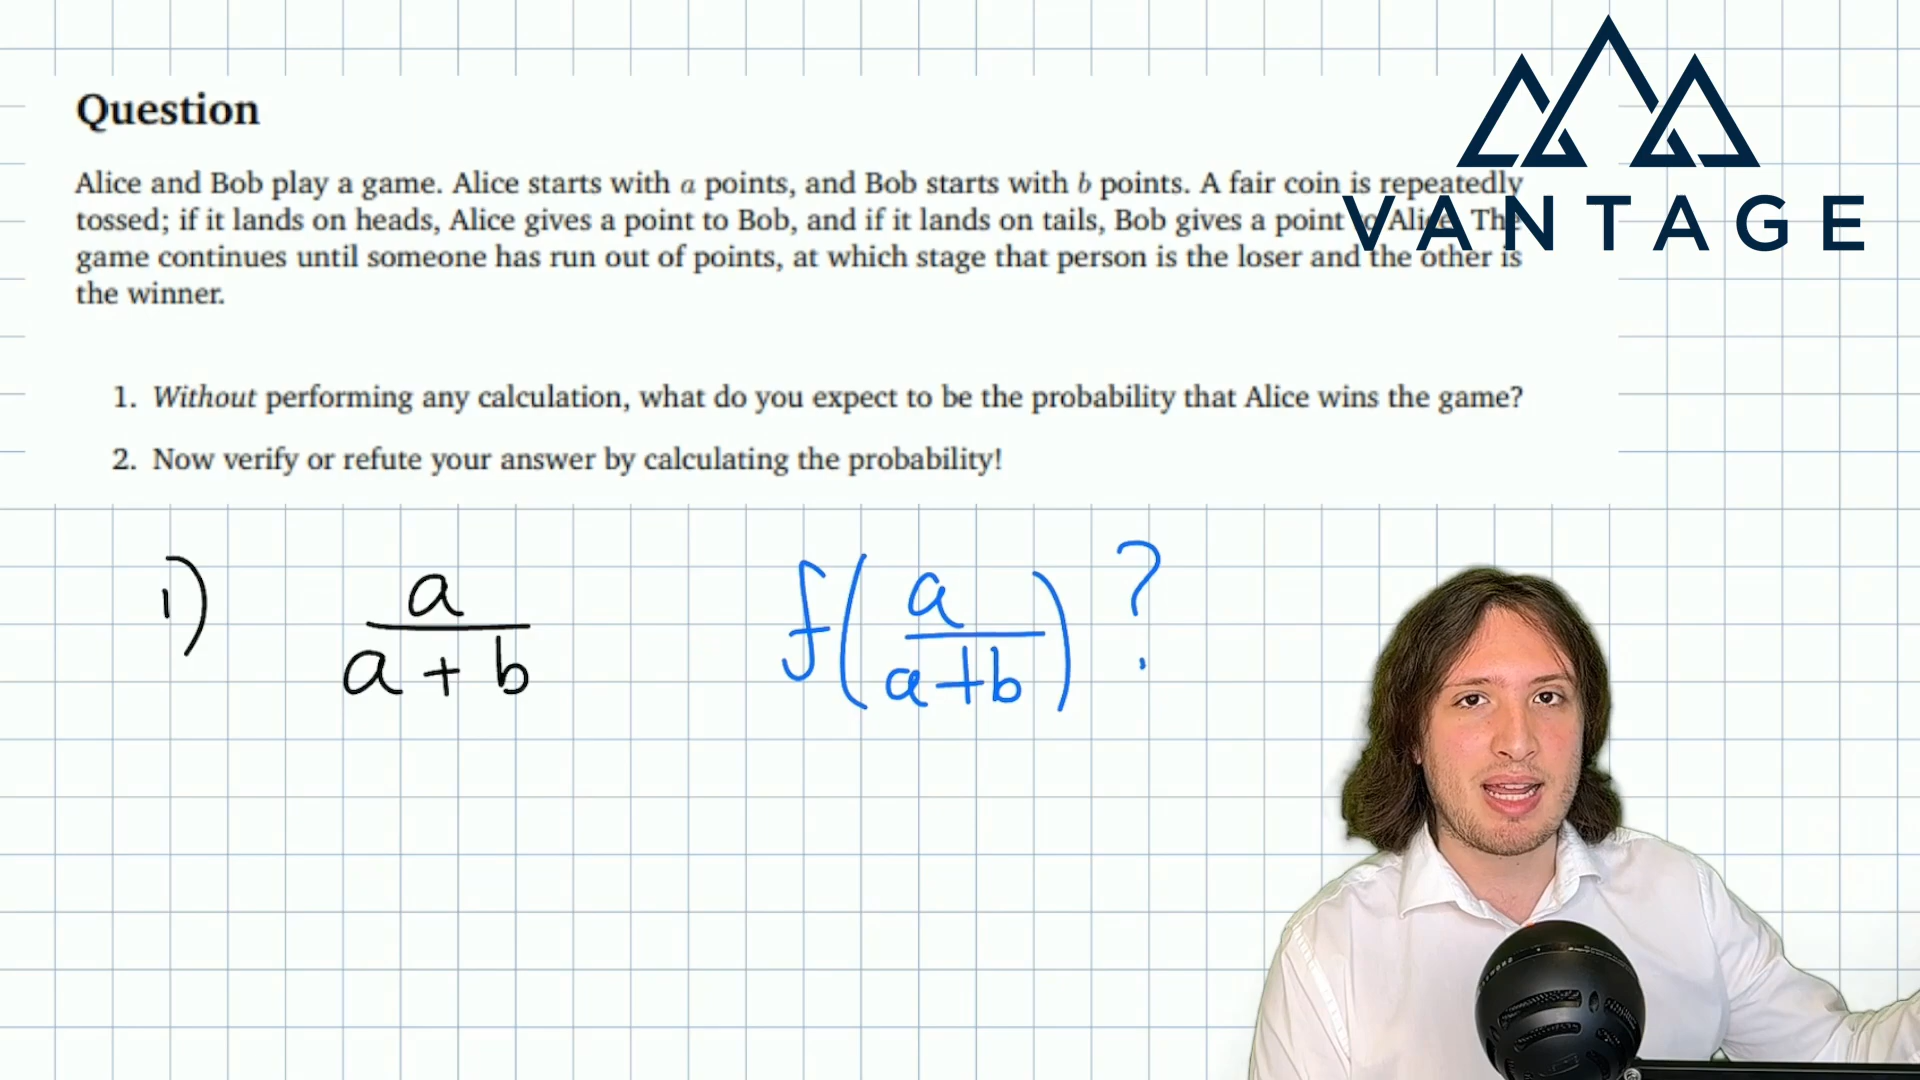 Question
VANTAGE
Alice and Bob play a game. Alice starts with a points, and Bob starts with b points. A fair coin is repeatedly
tossed; if it lands on heads, Alice gives a point to Bob, and if it lands on tails, Bob gives a point to Alice. The
game continues until someone has run out of points, at which stage that person is the loser and the other is
the winner.
1. Without performing any calculation, what do you expect to be the probability that Alice wins the game?
2. Now verify or refute your answer by calculating the probability!
1) a/(a + b) f(a/(a+b))?